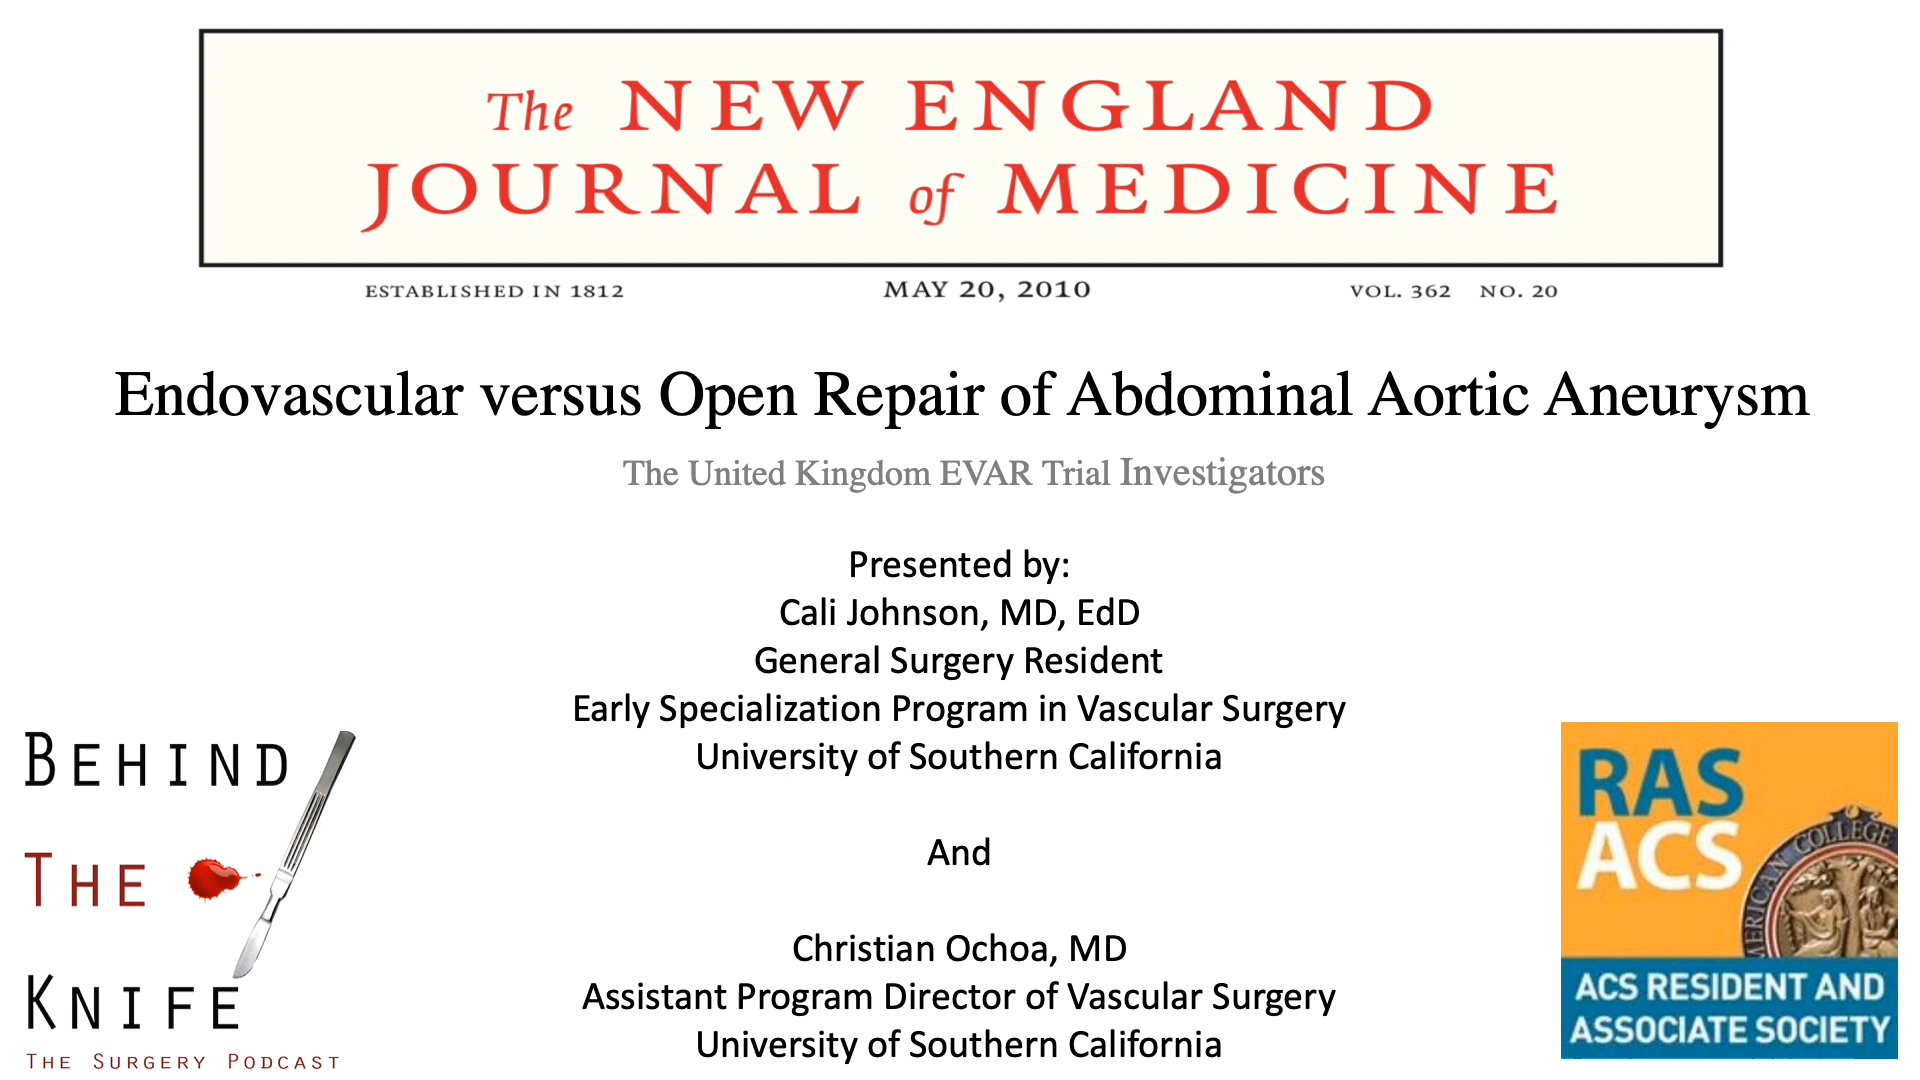 The NEW ENGLAND
JOURNAL of MEDICINE
ESTABLISHED IN 1812 MAY 20, 2010 VOL. 362 NO. 20
Endovascular versus Open Repair of Abdominal Aortic Aneurysm
The United Kingdom EVAR Trial Investigators
Presented by:
Cali Johnson, MD, EdD
General Surgery Resident
Early Specialization Program in Vascular Surgery
University of Southern California
And
Christian Ochoa, MD
Assistant Program Director of Vascular Surgery
University of Southern California
BEHIND
THE
KNIFE
THE SURGERY PODCAST
RAS
ACS
MERICAN COLLEGE
ACS RESIDENT AND
ASSOCIATE SOCIETY